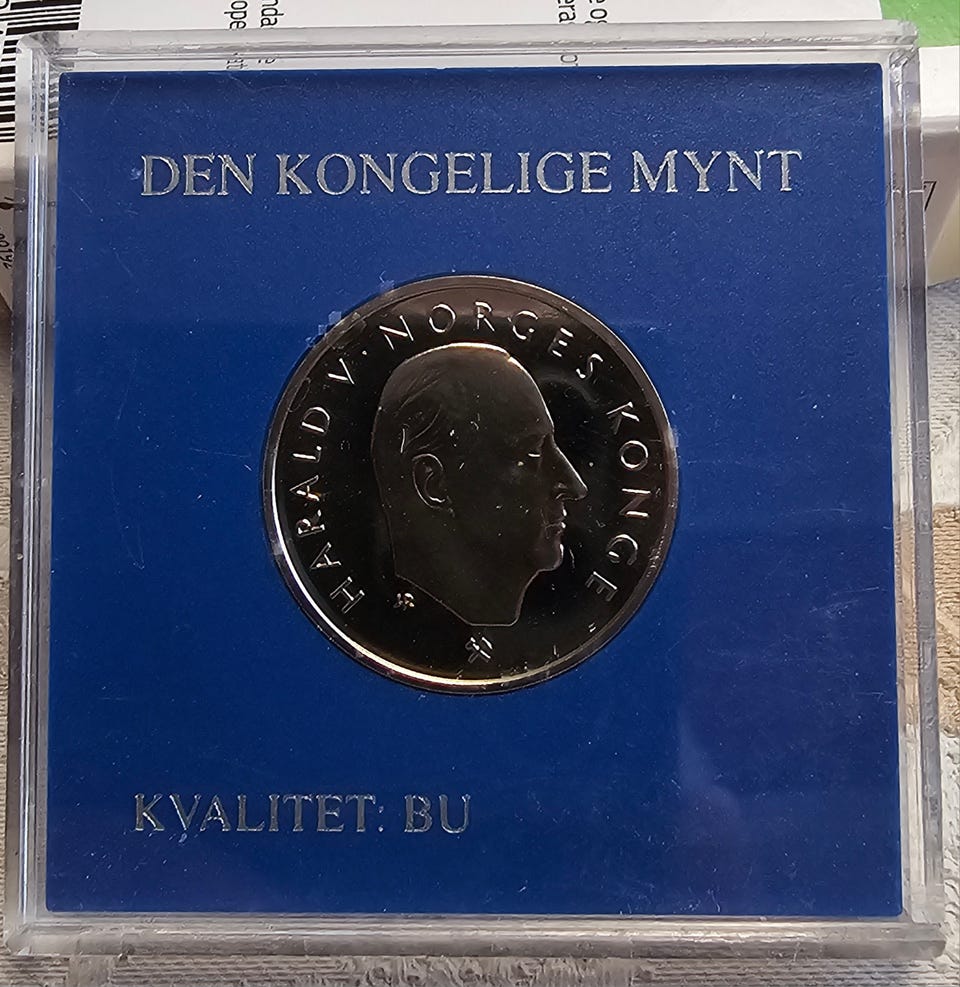 DEN KONGELIGE MYNT
HARALD V · NORGES KONGE
KVALITET: BU